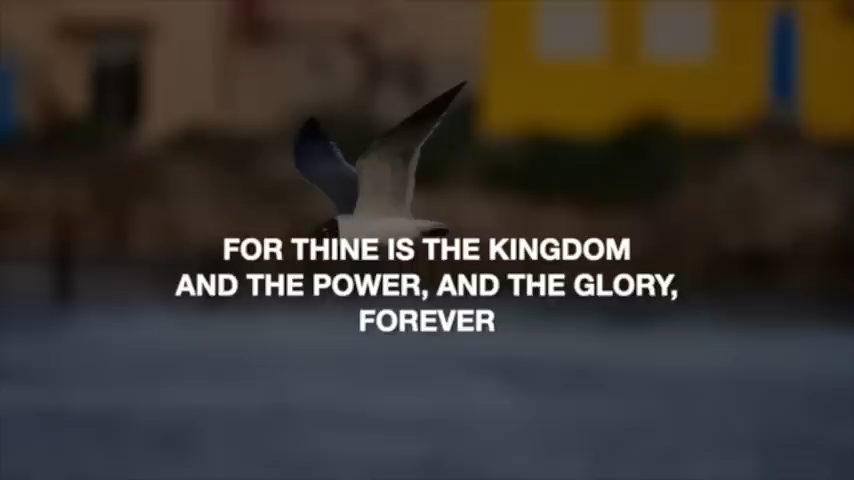 FOR THINE IS THE KINGDOM
AND THE POWER, AND THE GLORY,
FOREVER